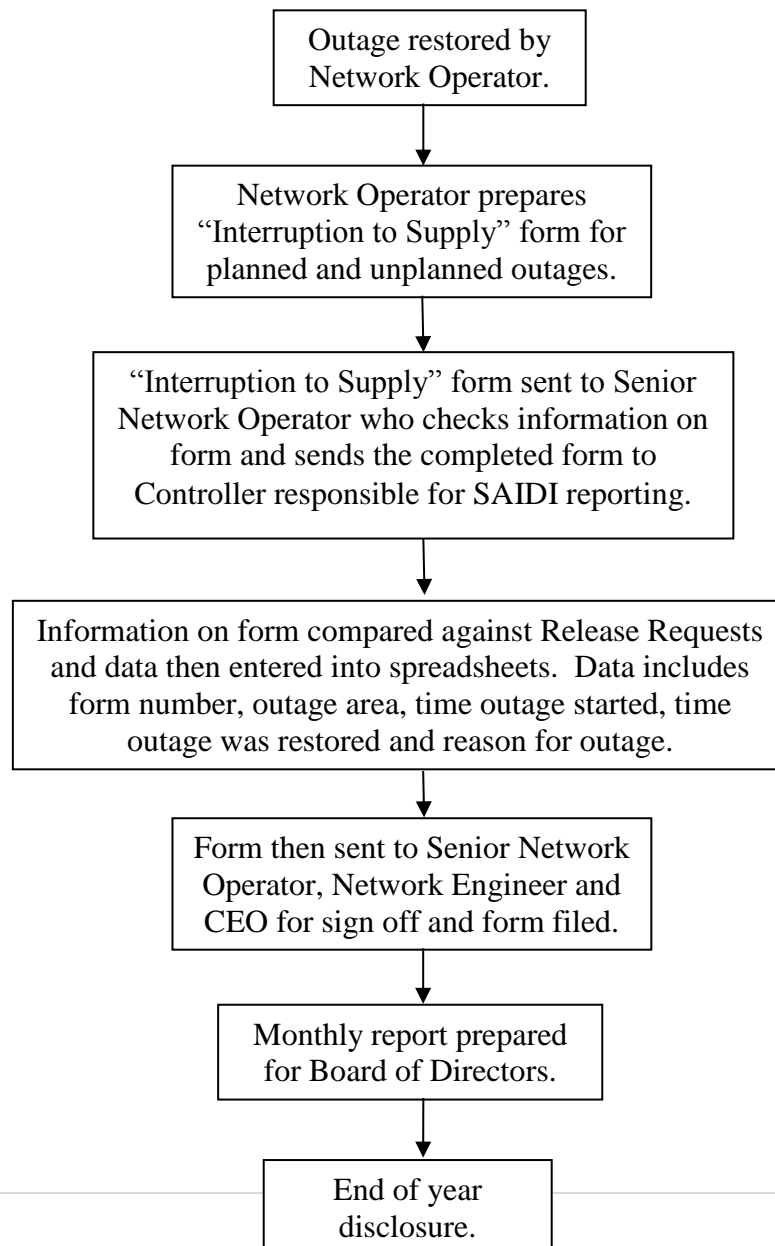 Outage restored by
Network Operator.
Network Operator prepares
“Interruption to Supply” form for
planned and unplanned outages.
“Interruption to Supply” form sent to Senior
Network Operator who checks information on
form and sends the completed form to
Controller responsible for SAIDI reporting.
Information on form compared against Release Requests
and data then entered into spreadsheets.  Data includes
form number, outage area, time outage started, time
outage was restored and reason for outage.
Form then sent to Senior Network
Operator, Network Engineer and
CEO for sign off and form filed.
Monthly report prepared
for Board of Directors.
End of year
disclosure.